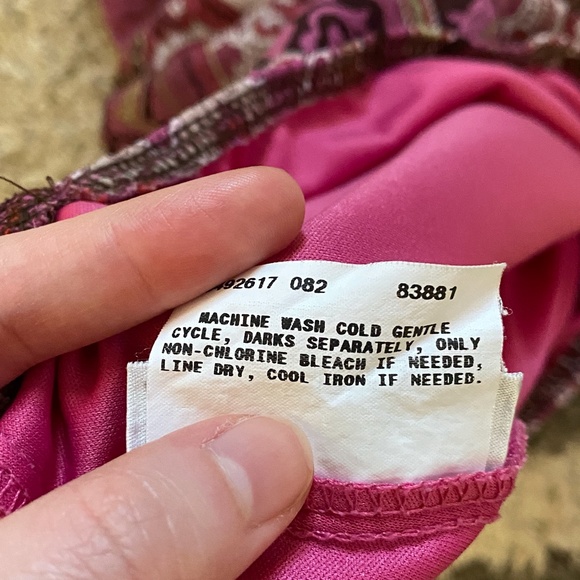 492617 082 83881
MACHINE WASH COLD GENTLE
CYCLE, DARKS SEPARATELY, ONLY
NON-CHLORINE BLEACH IF NEEDED,
LINE DRY, COOL IRON IF NEEDED.